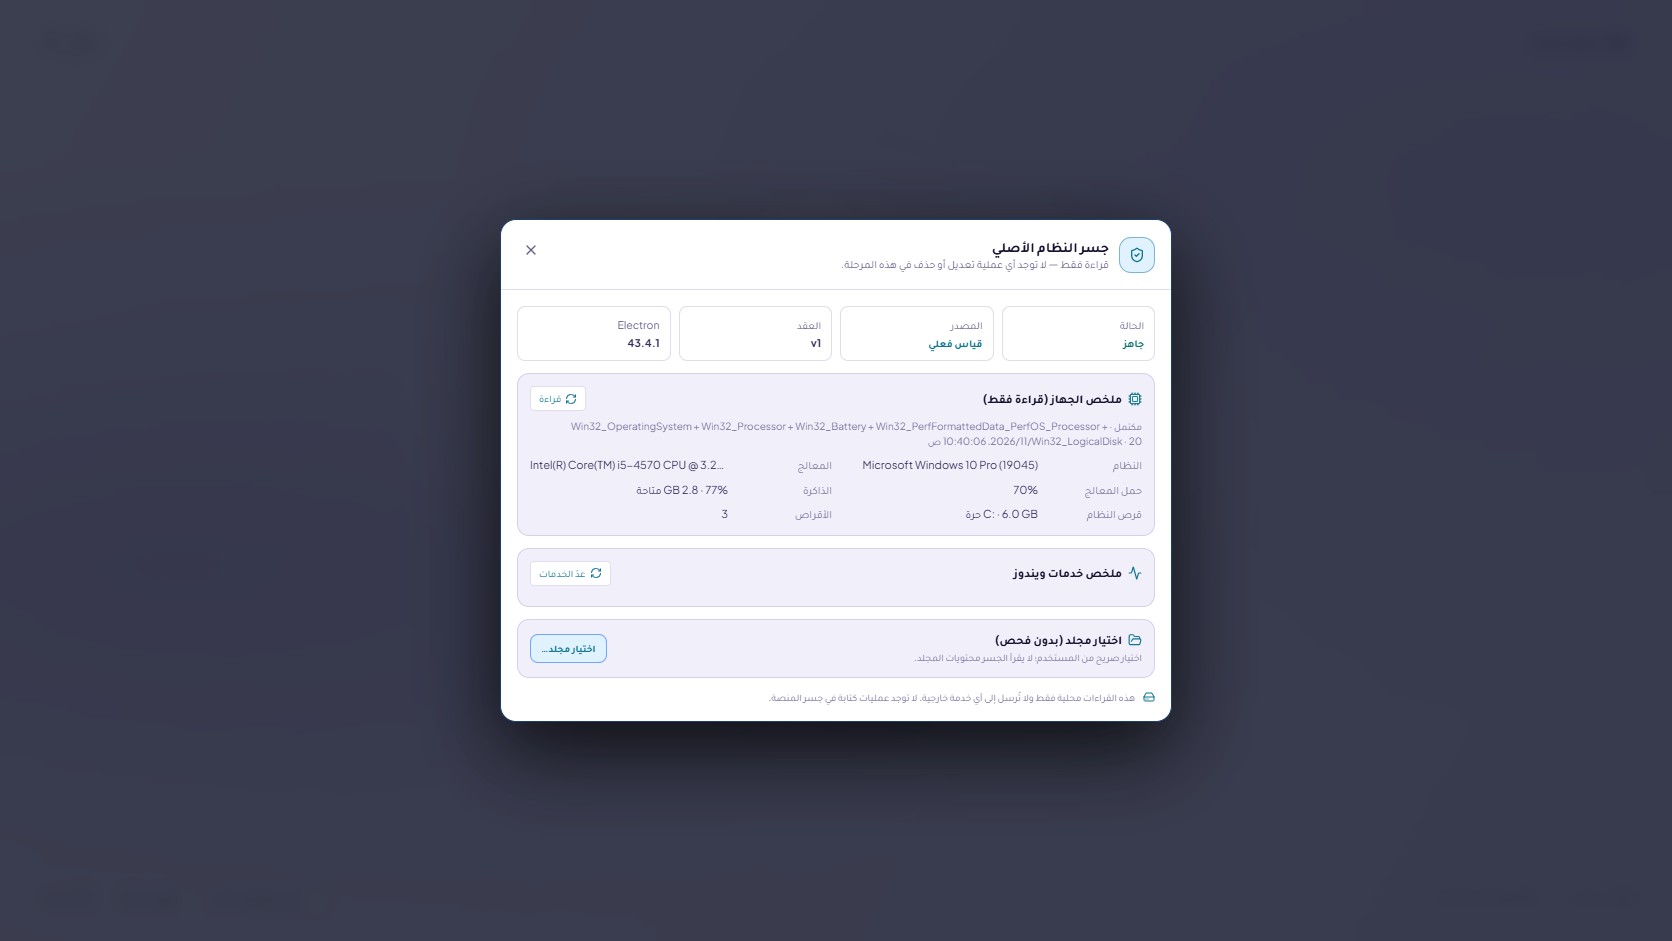 جسر النظام الأصلي
قراءة فقط — لا توجد أي عملية تعديل أو حذف في هذه المرحلة.
الحالة
جاهز
المصدر
قياس فعلي
العقد
v1
Electron
43.4.1
ملخص الجهاز (قراءة فقط)
قراءة
مكتمل · Win32_OperatingSystem + Win32_Processor + Win32_Battery + Win32_PerfFormattedData_PerfOS_Processor +
Win32_LogicalDisk · 20/11/2026، 10:40:06 ص
النظام
Microsoft Windows 10 Pro (19045)
المعالج
Intel(R) Core(TM) i5-4570 CPU @ 3.2...
حمل المعالج
70%
الذاكرة
77% · 2.8 GB متاحة
قرص النظام
C: · 6.0 GB حرة
الأقراص
3
ملخص خدمات ويندوز
عدّ الخدمات
اختيار مجلد (بدون فحص)
اختيار صريح من المستخدم؛ لا يقرأ الجسر محتويات المجلد.
اختيار مجلد...
هذه القراءات محلية فقط ولا تُرسل إلى أي خدمة خارجية. لا توجد عمليات كتابة في جسر المنصة.